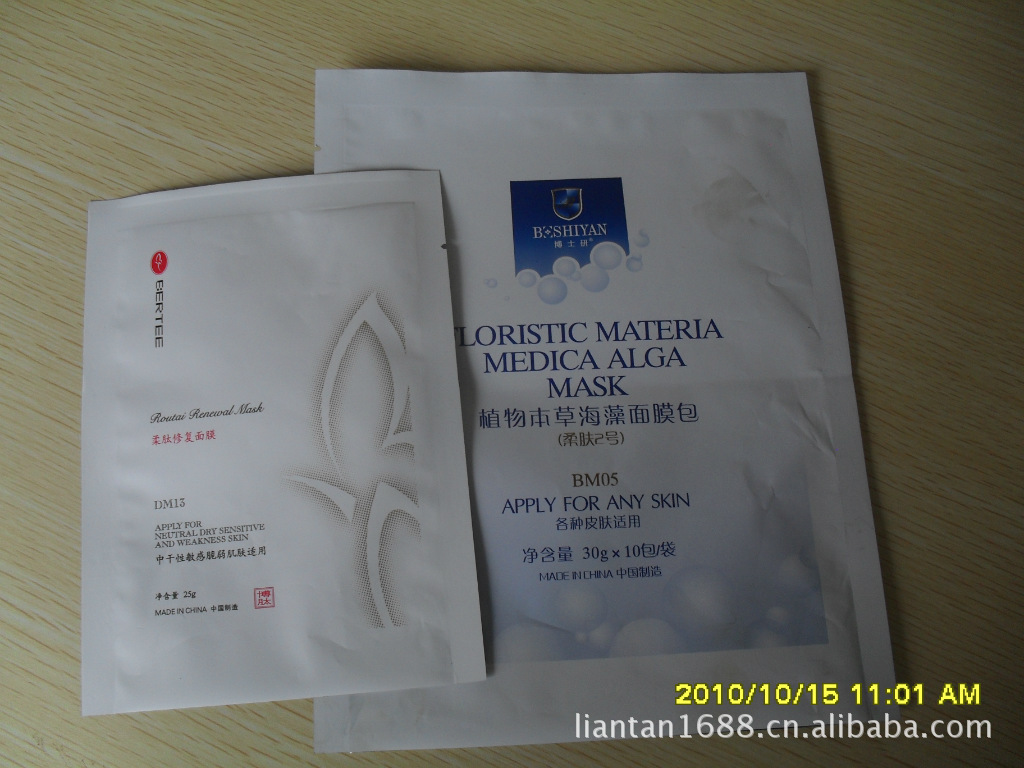 BERTEE
Routai Renewal Mask
柔肽修复面膜
DM13
APPLY FOR
NEUTRAL DRY SENSITIVE
AND WEAKNESS SKIN
中干性敏感脆弱肌肤适用
净含量 25g
MADE IN CHINA 中国制造
BOSHIYAN
博士研®
LORISTIC MATERIA
MEDICA ALGA
MASK
植物本草海藻面膜包
(柔肤2号)
BM05
APPLY FOR ANY SKIN
各种皮肤适用
净含量 30g×10包/袋
MADE IN CHINA 中国制造
2010/10/15 11:01 AM
liantan1688.cn.alibaba.com